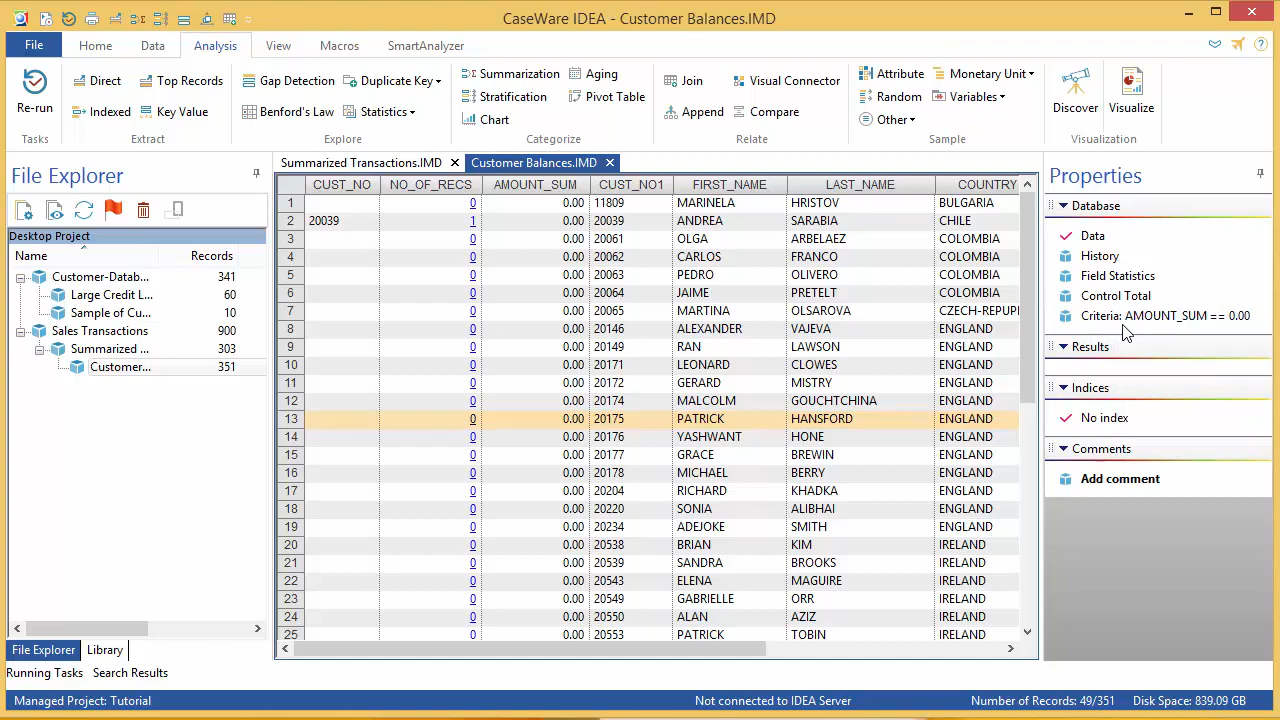 CaseWare IDEA - Customer Balances.IMD
File Home Data Analysis View Macros SmartAnalyzer
Re-run
Tasks
Direct Top Records
Indexed Key Value
Extract
Gap Detection Duplicate Key
Benford's Law Statistics
Explore
Summarization Aging
Stratification Pivot Table
Chart
Categorize
Join Visual Connector
Append Compare
Relate
Attribute Monetary Unit
Random Variables
Other
Sample
Discover Visualize
Visualization
File Explorer
Desktop Project
Name Records
Customer-Datab... 341
Large Credit L... 60
Sample of Cu... 10
Sales Transactions 900
Summarized ... 303
Customer... 351
File Explorer Library
Summarized Transactions.IMD Customer Balances.IMD
CUST_NO NO_OF_RECS AMOUNT_SUM CUST_NO1 FIRST_NAME LAST_NAME COUNTRY
1 0 0.00 11809 MARINELA HRISTOV BULGARIA
2 20039 1 0.00 20039 ANDREA SARABIA CHILE
3 0 0.00 20061 OLGA ARBELAEZ COLOMBIA
4 0 0.00 20062 CARLOS FRANCO COLOMBIA
5 0 0.00 20063 PEDRO OLIVERO COLOMBIA
6 0 0.00 20064 JAIME PRETELT COLOMBIA
7 0 0.00 20065 MARTINA OLSAROVA CZECH-REPUI
8 0 0.00 20146 ALEXANDER VAJEVA ENGLAND
9 0 0.00 20149 RAN LAWSON ENGLAND
10 0 0.00 20171 LEONARD CLOWES ENGLAND
11 0 0.00 20172 GERARD MISTRY ENGLAND
12 0 0.00 20174 MALCOLM GOUCHTCHINA ENGLAND
13 0 0.00 20175 PATRICK HANSFORD ENGLAND
14 0 0.00 20176 YASHWANT HONE ENGLAND
15 0 0.00 20177 GRACE BREWIN ENGLAND
16 0 0.00 20178 MICHAEL BERRY ENGLAND
17 0 0.00 20204 RICHARD KHADKA ENGLAND
18 0 0.00 20220 SONIA ALIBHAI ENGLAND
19 0 0.00 20234 ADEJOKE SMITH ENGLAND
20 0 0.00 20538 BRIAN KIM IRELAND
21 0 0.00 20539 SANDRA BROOKS IRELAND
22 0 0.00 20543 ELENA MAGUIRE IRELAND
23 0 0.00 20549 GABRIELLE ORR IRELAND
24 0 0.00 20550 ALAN AZIZ IRELAND
25 0 0.00 20553 PATRICK TOBIN IRELAND
Properties
Database
Data
History
Field Statistics
Control Total
Criteria: AMOUNT_SUM == 0.00
Results
Indices
No index
Comments
Add comment
Running Tasks Search Results
Managed Project: Tutorial Not connected to IDEA Server Number of Records: 49/351 Disk Space: 839.09 GB